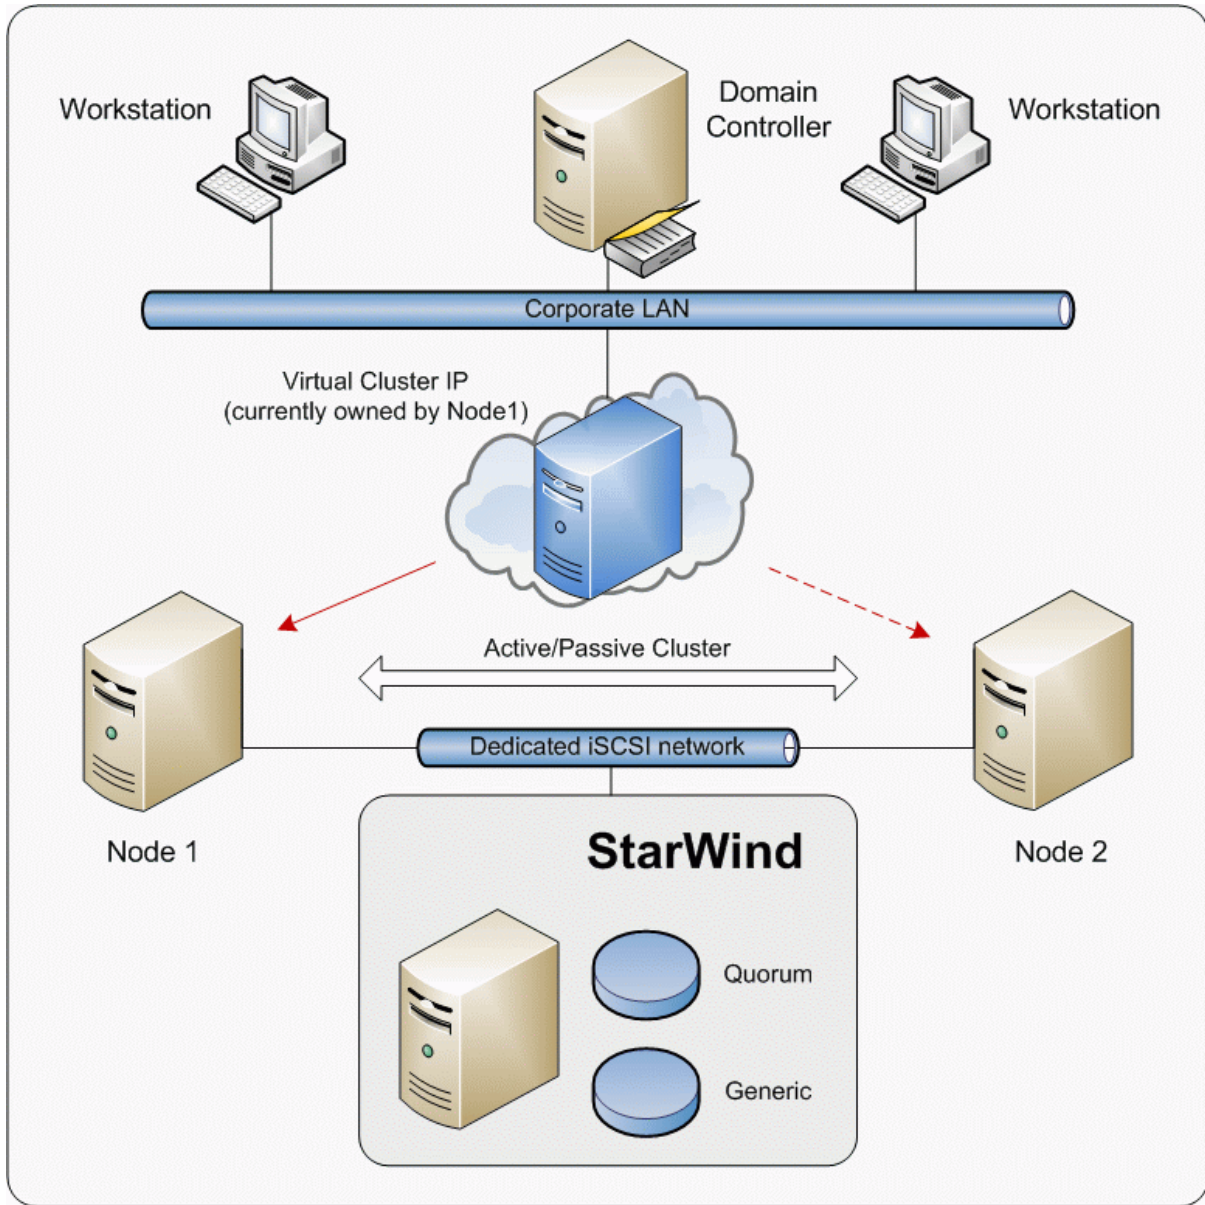 Workstation
Domain
Controller
Workstation
Corporate LAN
Virtual Cluster IP
(currently owned by Node1)
Active/Passive Cluster
Dedicated iSCSI network
Node 1
StarWind
Node 2
Quorum
Generic